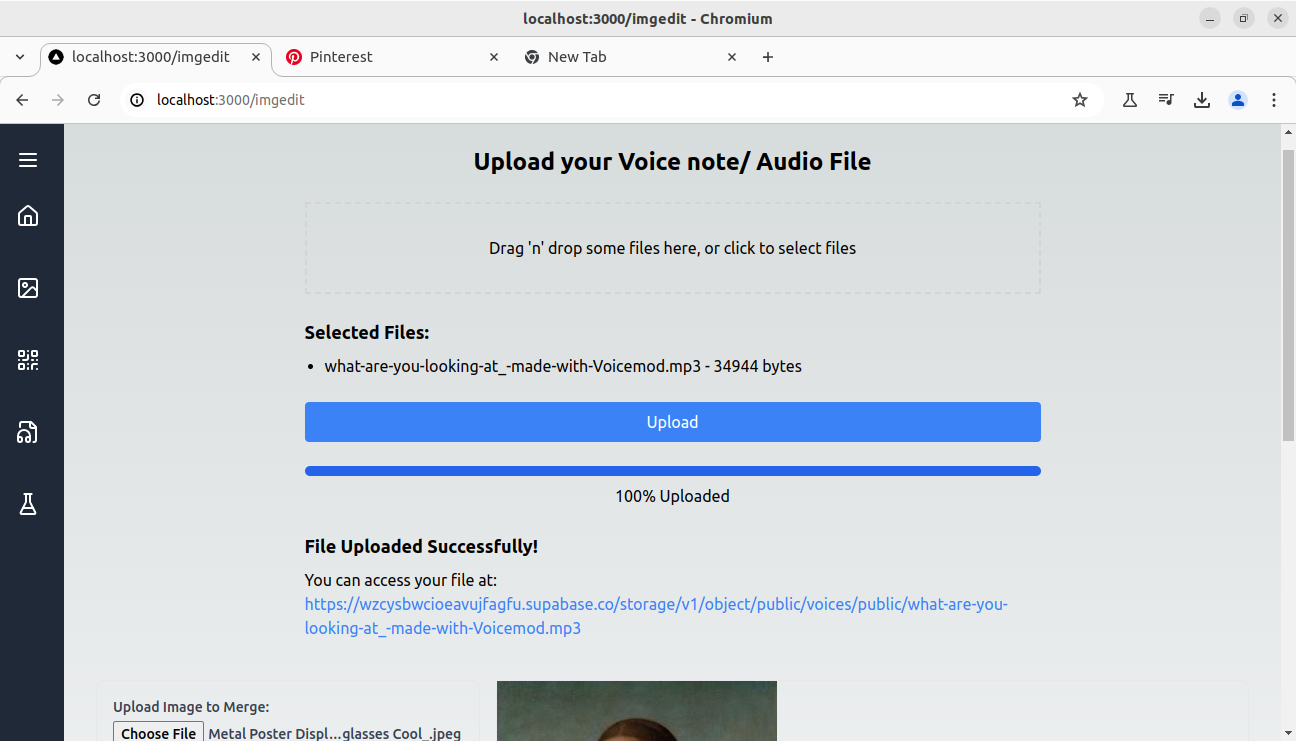 localhost:3000/imgedit - Chromium
localhost:3000/imgedit
Pinterest
New Tab
localhost:3000/imgedit
Upload your Voice note/ Audio File
Drag 'n' drop some files here, or click to select files
Selected Files:
• what-are-you-looking-at_-made-with-Voicemod.mp3 - 34944 bytes
Upload
100% Uploaded
File Uploaded Successfully!
You can access your file at:
https://wzcysbwcioeavujfagfu.supabase.co/storage/v1/object/public/voices/public/what-are-you-
looking-at_-made-with-Voicemod.mp3
Upload Image to Merge:
Choose File Metal Poster Displ...glasses Cool_.jpeg